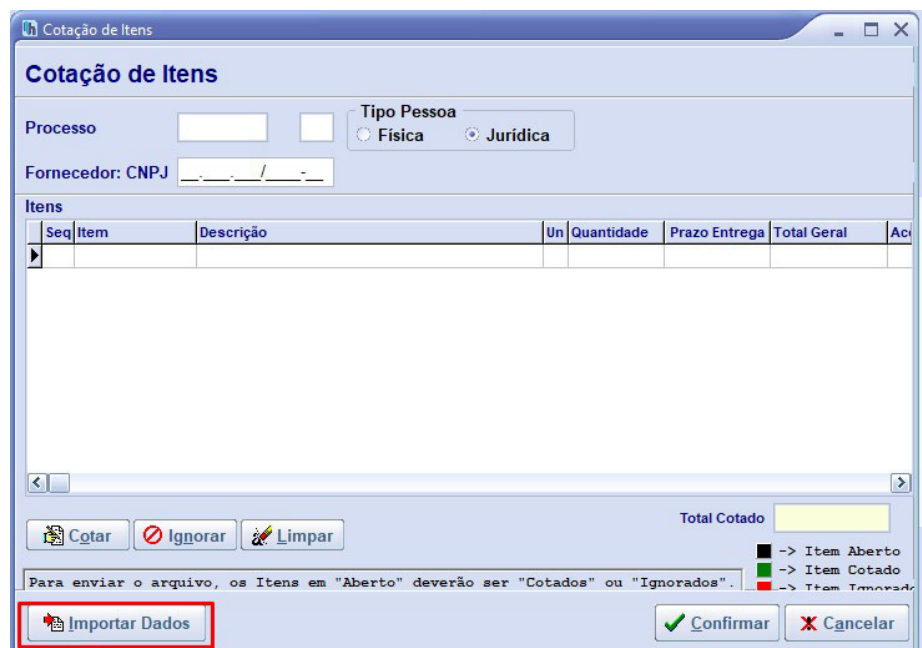 Cotação de Itens
Cotação de Itens
Tipo Pessoa
Processo
Física Jurídica
Fornecedor: CNPJ __.___.___/____-__
Itens
Seq Item Descrição Un Quantidade Prazo Entrega Total Geral
Total Cotado
Cotar Ignorar Limpar
-> Item Aberto
-> Item Cotado
Para enviar o arquivo, os Itens em "Aberto" deverão ser "Cotados" ou "Ignorados".
-> Item Ignorado
Importar Dados Confirmar Cancelar